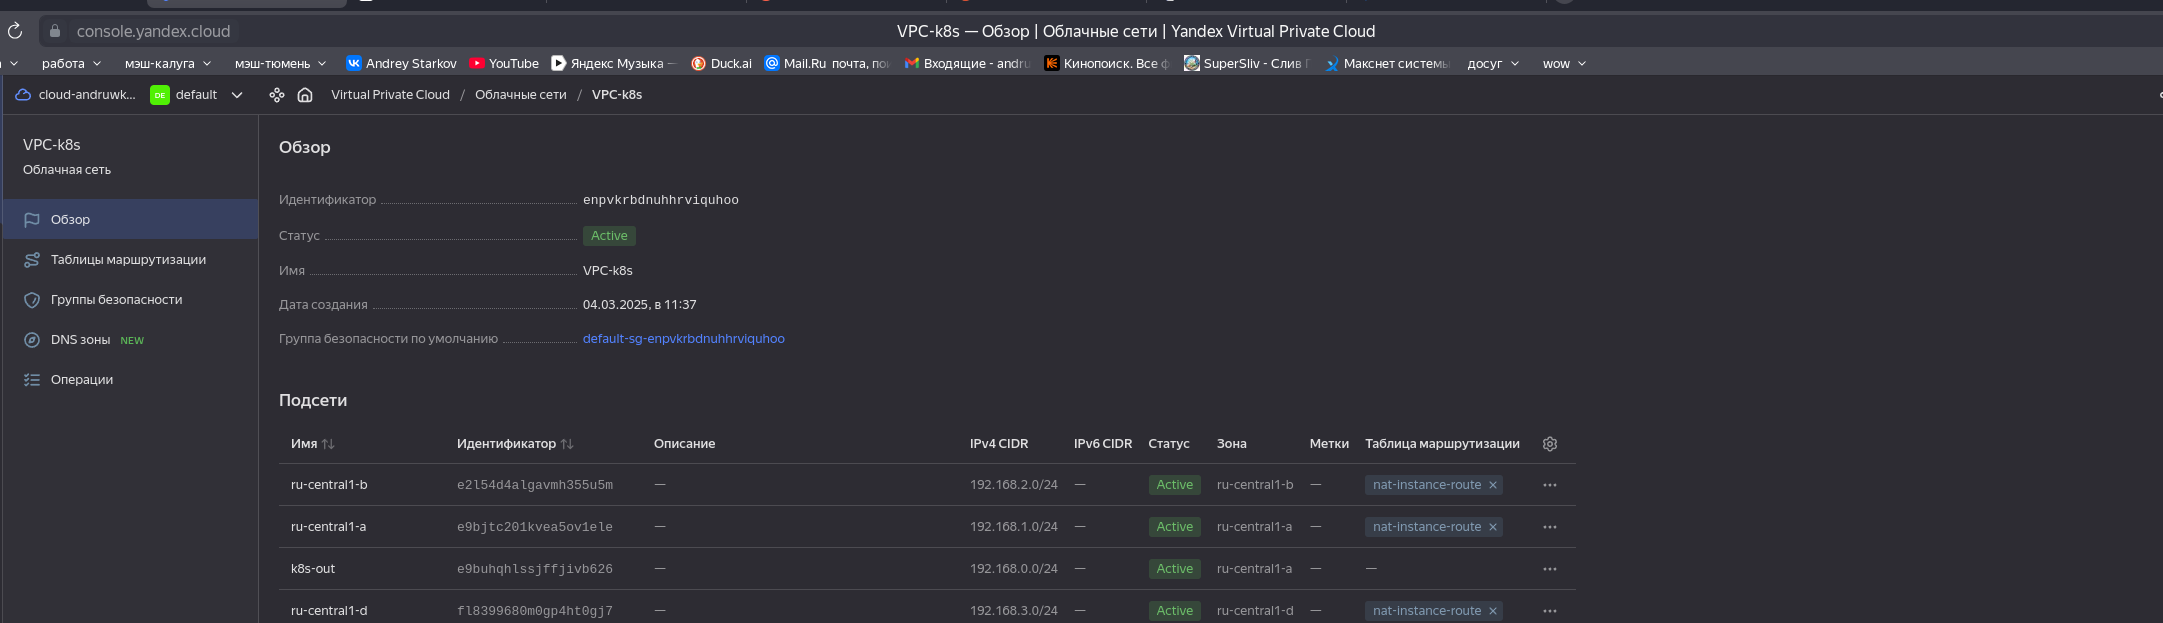 console.yandex.cloud VPC-k8s — Обзор | Облачные сети | Yandex Virtual Private Cloud
работа мэш-калуга мэш-тюмень Andrey Starkov YouTube Яндекс Музыка — Duck.ai Mail.Ru почта, пои Входящие - andru Кинопоиск. Все ф SuperSliv - Слив Г Макснет системы досуг wow
cloud-andruwk... DE default Virtual Private Cloud / Облачные сети / VPC-k8s
VPC-k8s
Облачная сеть
Обзор
Таблицы маршрутизации
Группы безопасности
DNS зоны NEW
Операции
Обзор
Идентификатор enpvkrbdnuhhrviquhoo
Статус Active
Имя VPC-k8s
Дата создания 04.03.2025, в 11:37
Группа безопасности по умолчанию default-sg-enpvkrbdnuhhrviquhoo
Подсети
Имя Идентификатор Описание IPv4 CIDR IPv6 CIDR Статус Зона Метки Таблица маршрутизации
ru-central1-b e2l54d4algavmh355u5m — 192.168.2.0/24 — Active ru-central1-b — nat-instance-route ×
ru-central1-a e9bjtc201kvea5ov1ele — 192.168.1.0/24 — Active ru-central1-a — nat-instance-route ×
k8s-out e9buhqhlssjffjivb626 — 192.168.0.0/24 — Active ru-central1-a — —
ru-central1-d fl8399680m0gp4ht0gj7 — 192.168.3.0/24 — Active ru-central1-d — nat-instance-route ×